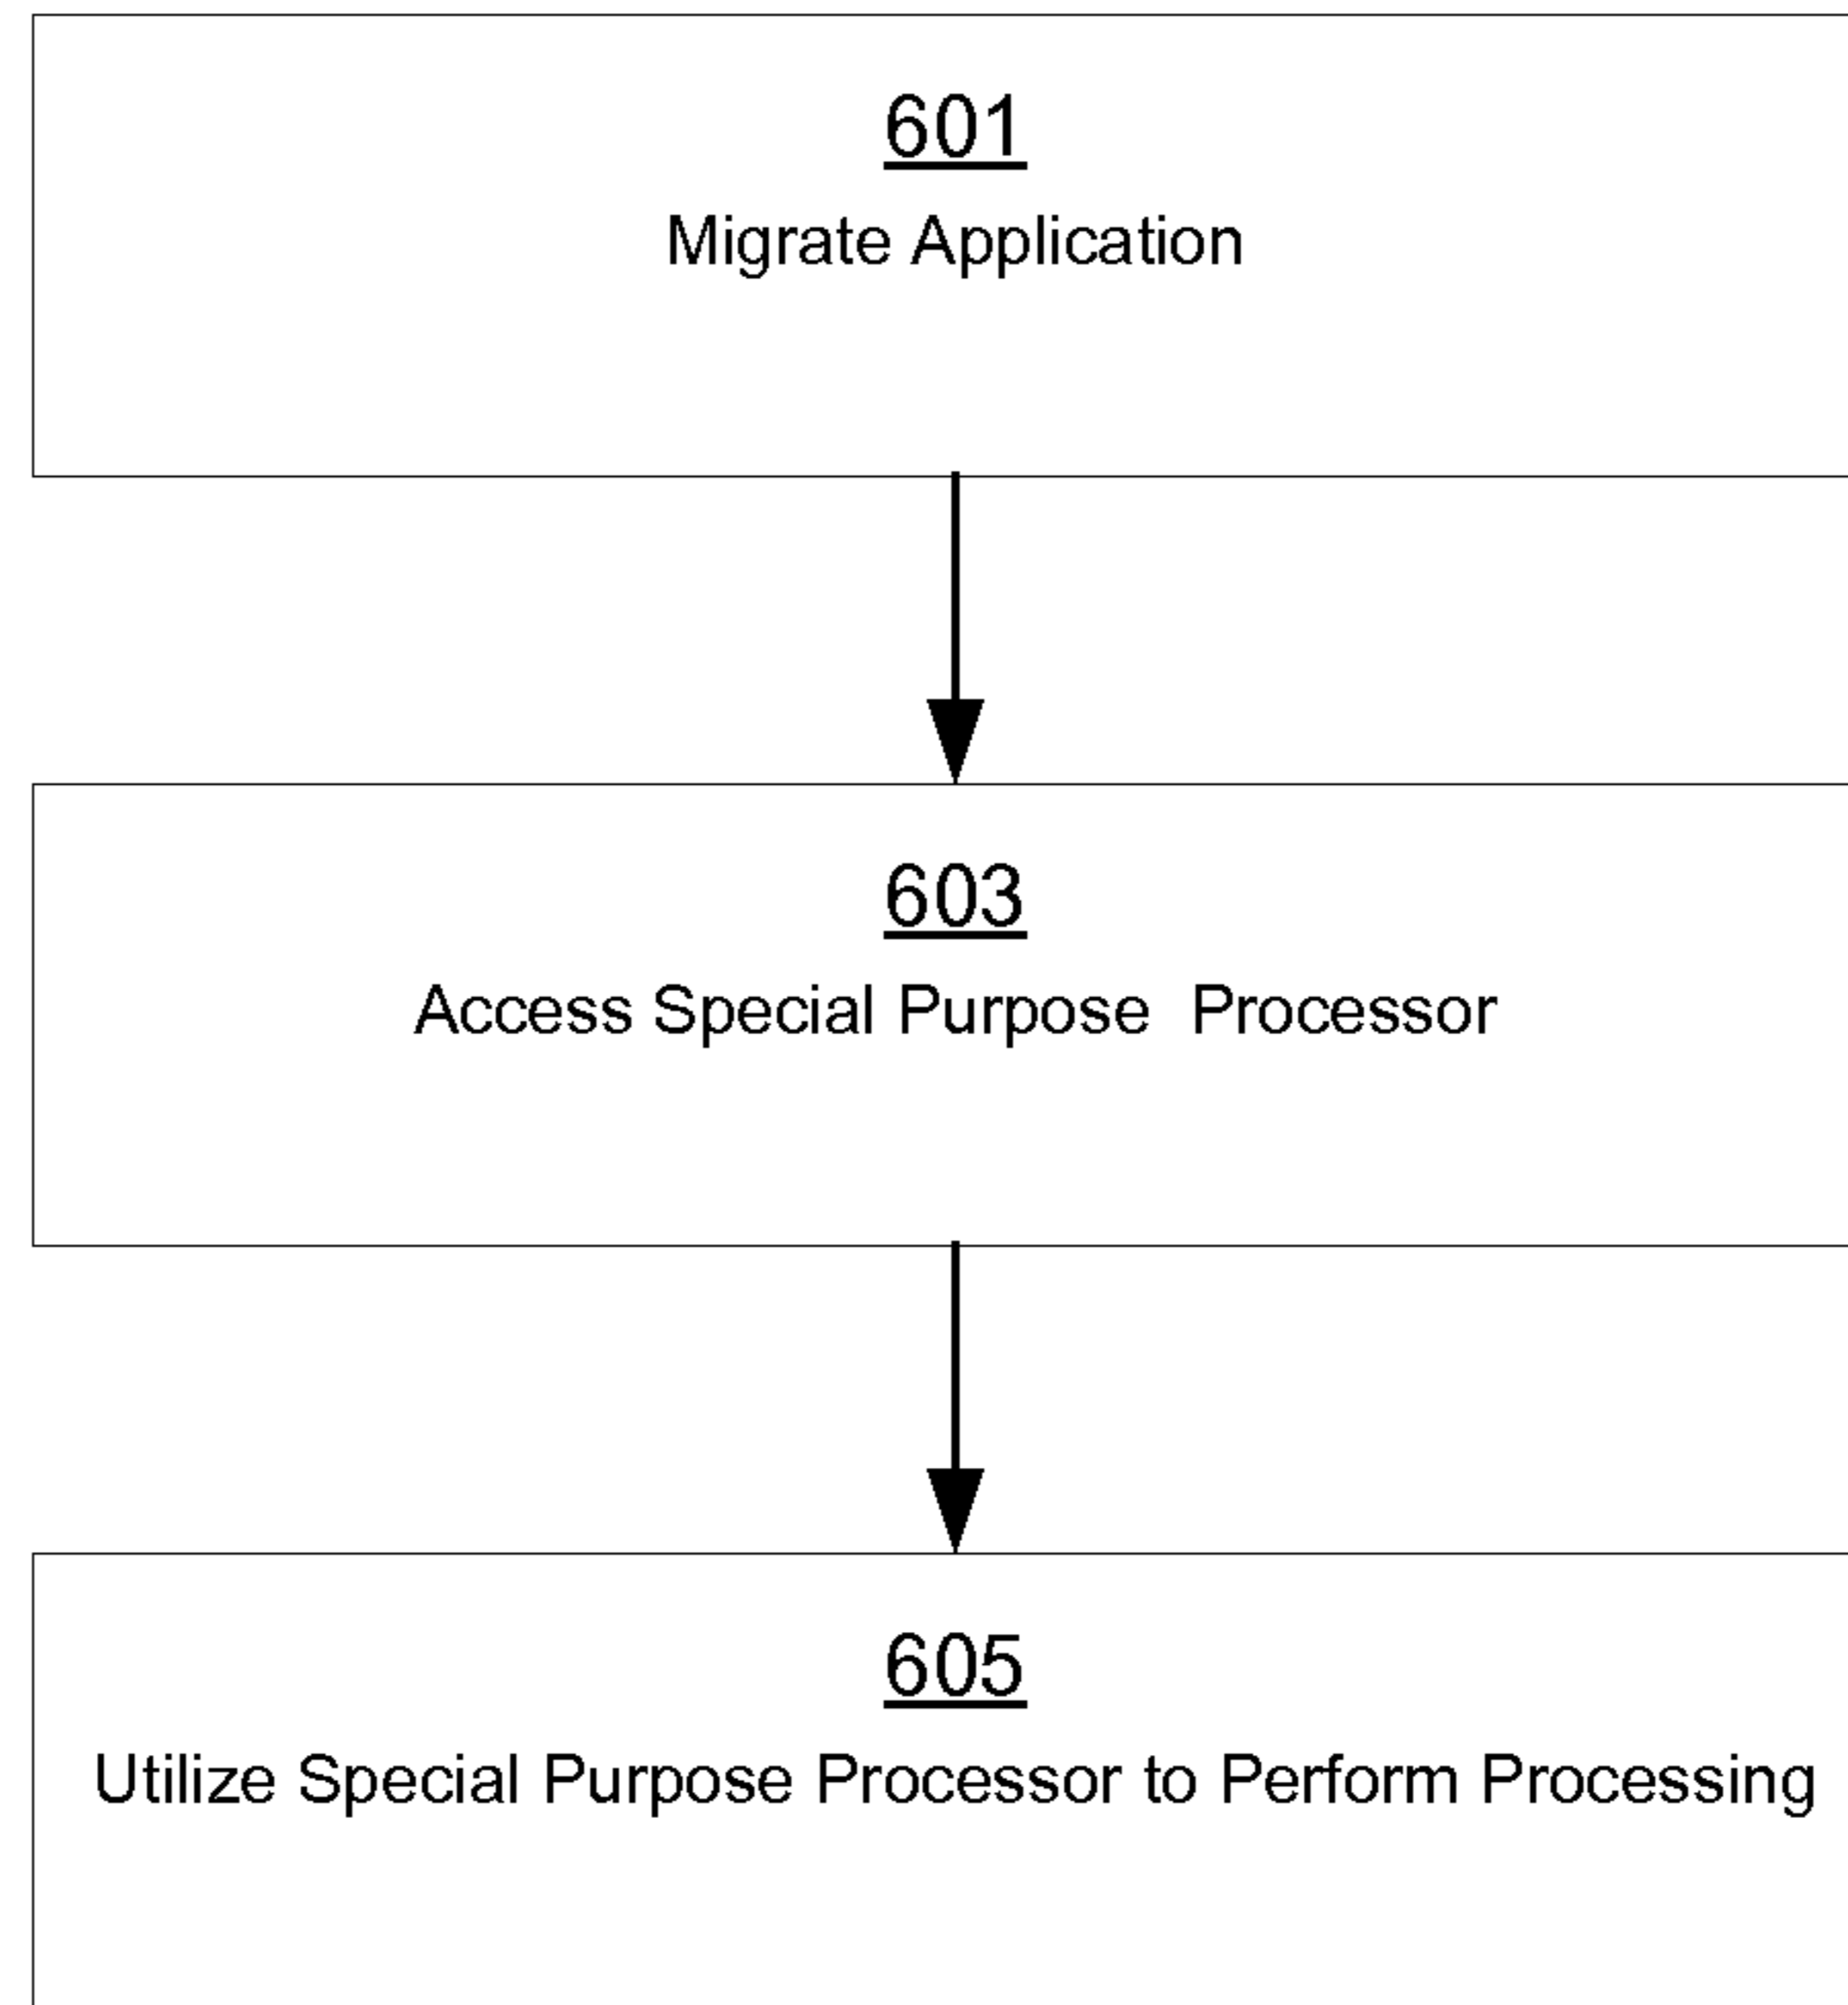 601
Migrate Application
603
Access Special Purpose  Processor
605
Utilize Special Purpose Processor to Perform Processing